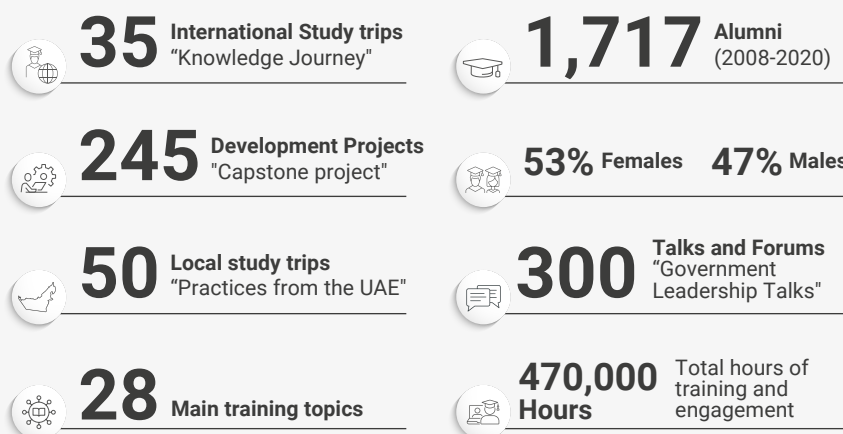 35 International Study trips
“Knowledge Journey"
1,717 Alumni
(2008-2020)
245 Development Projects
"Capstone project"
53% Females 47% Males
50 Local study trips
“Practices from the UAE"
300 Talks and Forums
“Government
Leadership Talks"
28 Main training topics
470,000
Hours
Total hours of
training and
engagement